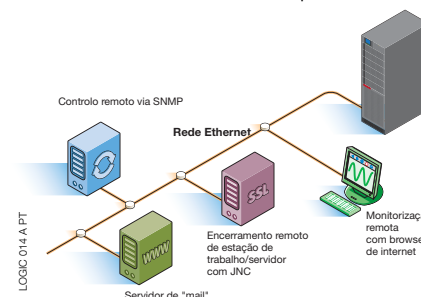 Controlo remoto via SNMP
Rede Ethernet
SSL
WWW
Encerramento remoto
de estação de
trabalho/servidor
com JNC
Monitorizaç
remota
com browse
de internet
Servidor de "mail"
LOGIC 014 A PT